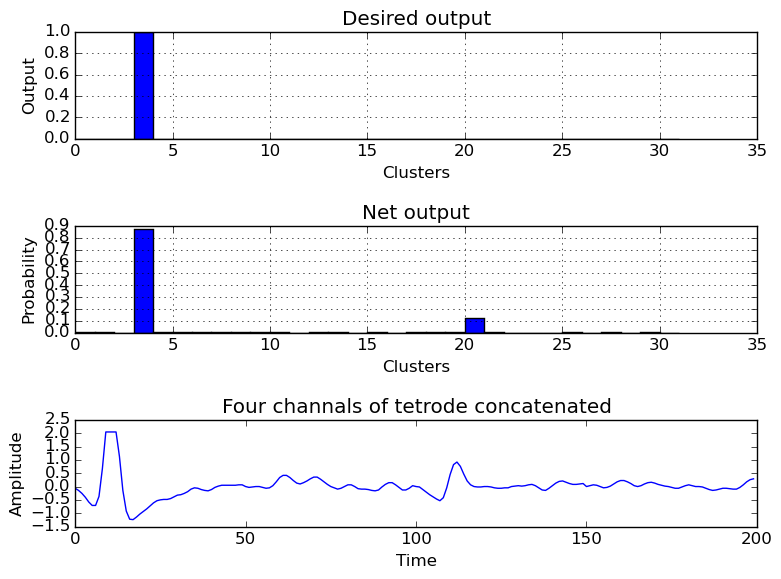 Desired output
Output
1.0
0.8
0.6
0.4
0.2
0.0
0 5 10 15 20 25 30 35
Clusters
Net output
Probability
0.9
0.8
0.7
0.6
0.5
0.4
0.3
0.2
0.1
0.0
0 5 10 15 20 25 30 35
Clusters
Four channals of tetrode concatenated
Amplitude
2.5
2.0
1.5
1.0
0.5
0.0
−0.5
−1.0
−1.5
0 50 100 150 200
Time